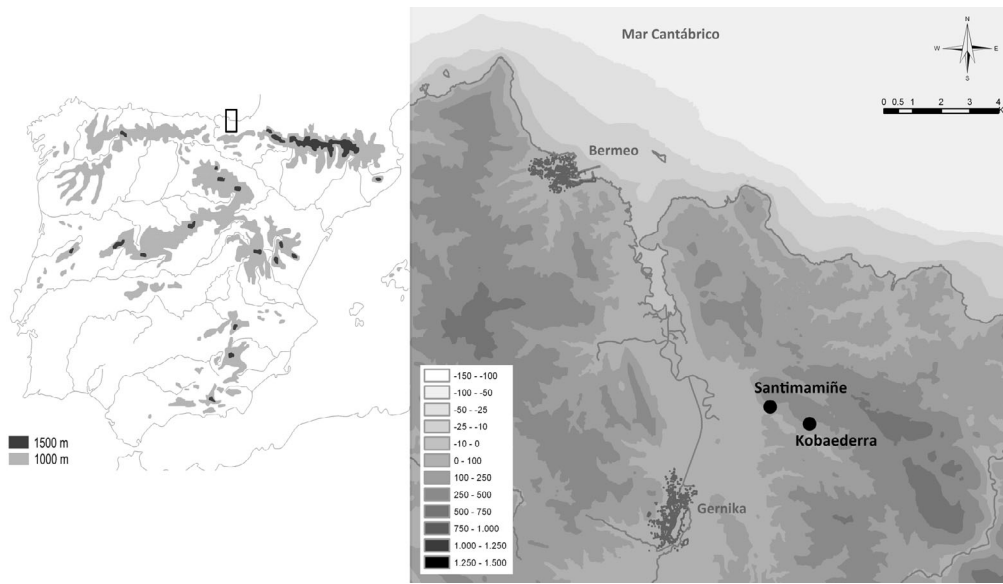 1500 m
1000 m
Mar Cantábrico
N
W
E
S
0 0.5 1 2 3 4
Bermeo
Santimamiñe
Kobaederra
Gernika
-150 - -100
-100 - -50
-50 - -25
-25 - -10
-10 - 0
0 - 100
100 - 250
250 - 500
500 - 750
750 - 1.000
1.000 - 1.250
1.250 - 1.500